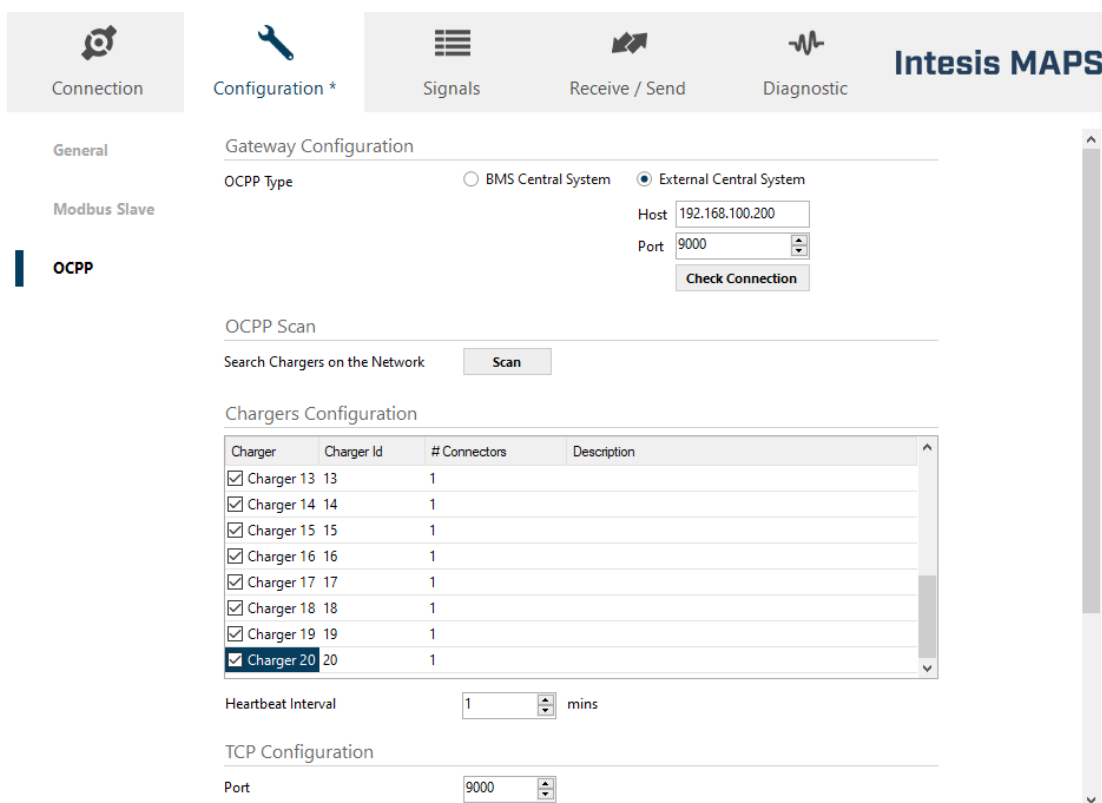 Connection
Configuration *
Signals
Receive / Send
Diagnostic
Intesis MAPS
General
Modbus Slave
OCPP
Gateway Configuration
OCPP Type BMS Central System External Central System
Host 192.168.100.200
Port 9000
Check Connection
OCPP Scan
Search Chargers on the Network Scan
Chargers Configuration
Charger Charger Id # Connectors Description
Charger 13 13 1
Charger 14 14 1
Charger 15 15 1
Charger 16 16 1
Charger 17 17 1
Charger 18 18 1
Charger 19 19 1
Charger 20 20 1
Heartbeat Interval 1 mins
TCP Configuration
Port 9000